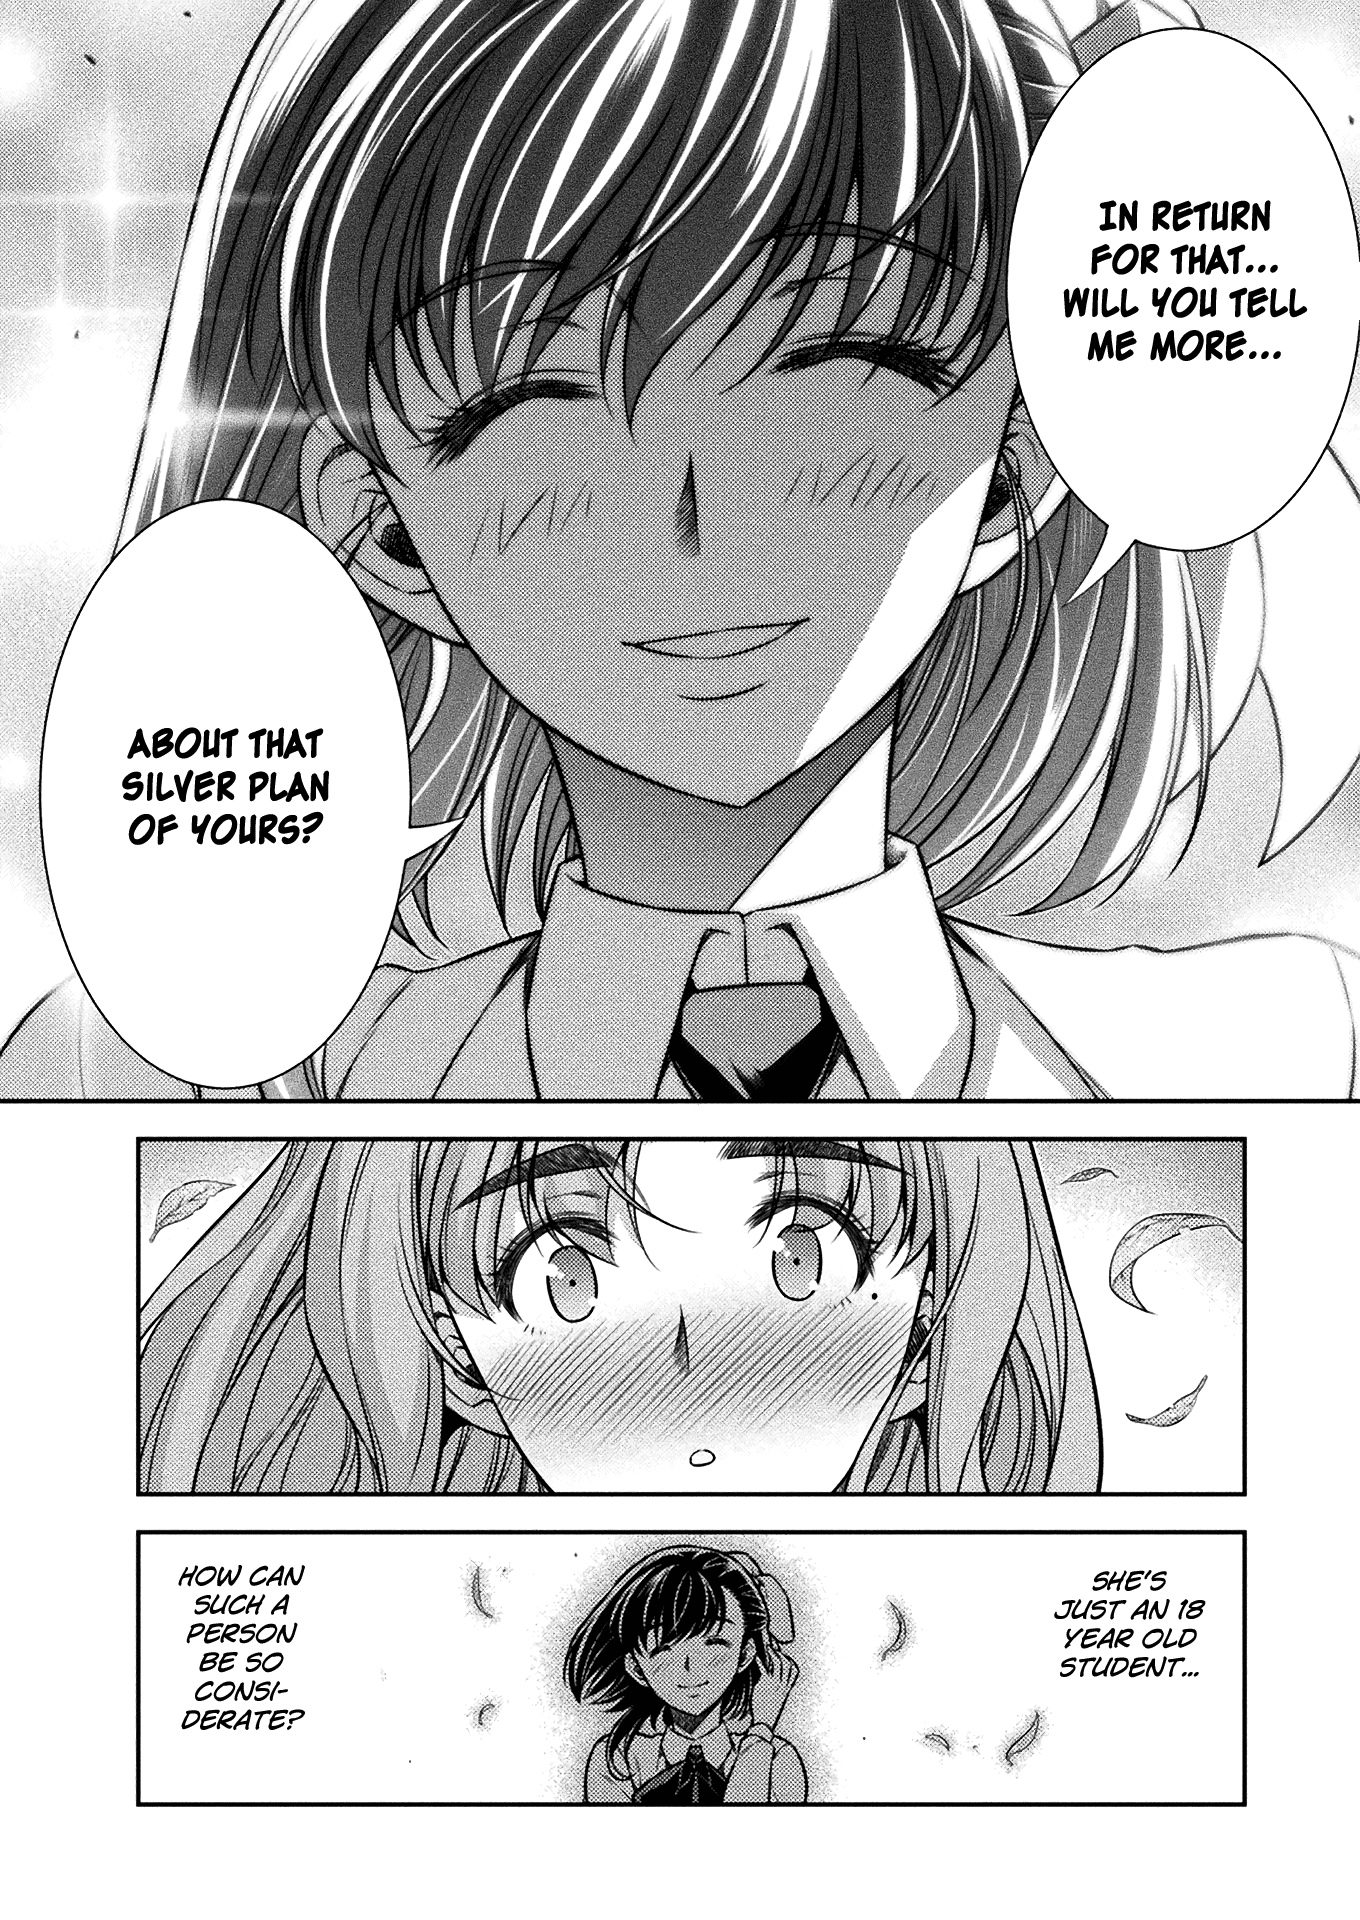 IN RETURN
FOR THAT...
WILL YOU TELL
ME MORE...
ABOUT THAT
SILVER PLAN
OF YOURS?
SHE'S
JUST AN 18
YEAR OLD
STUDENT...
HOW CAN
SUCH A
PERSON
BE SO
CONSI-
DERATE?